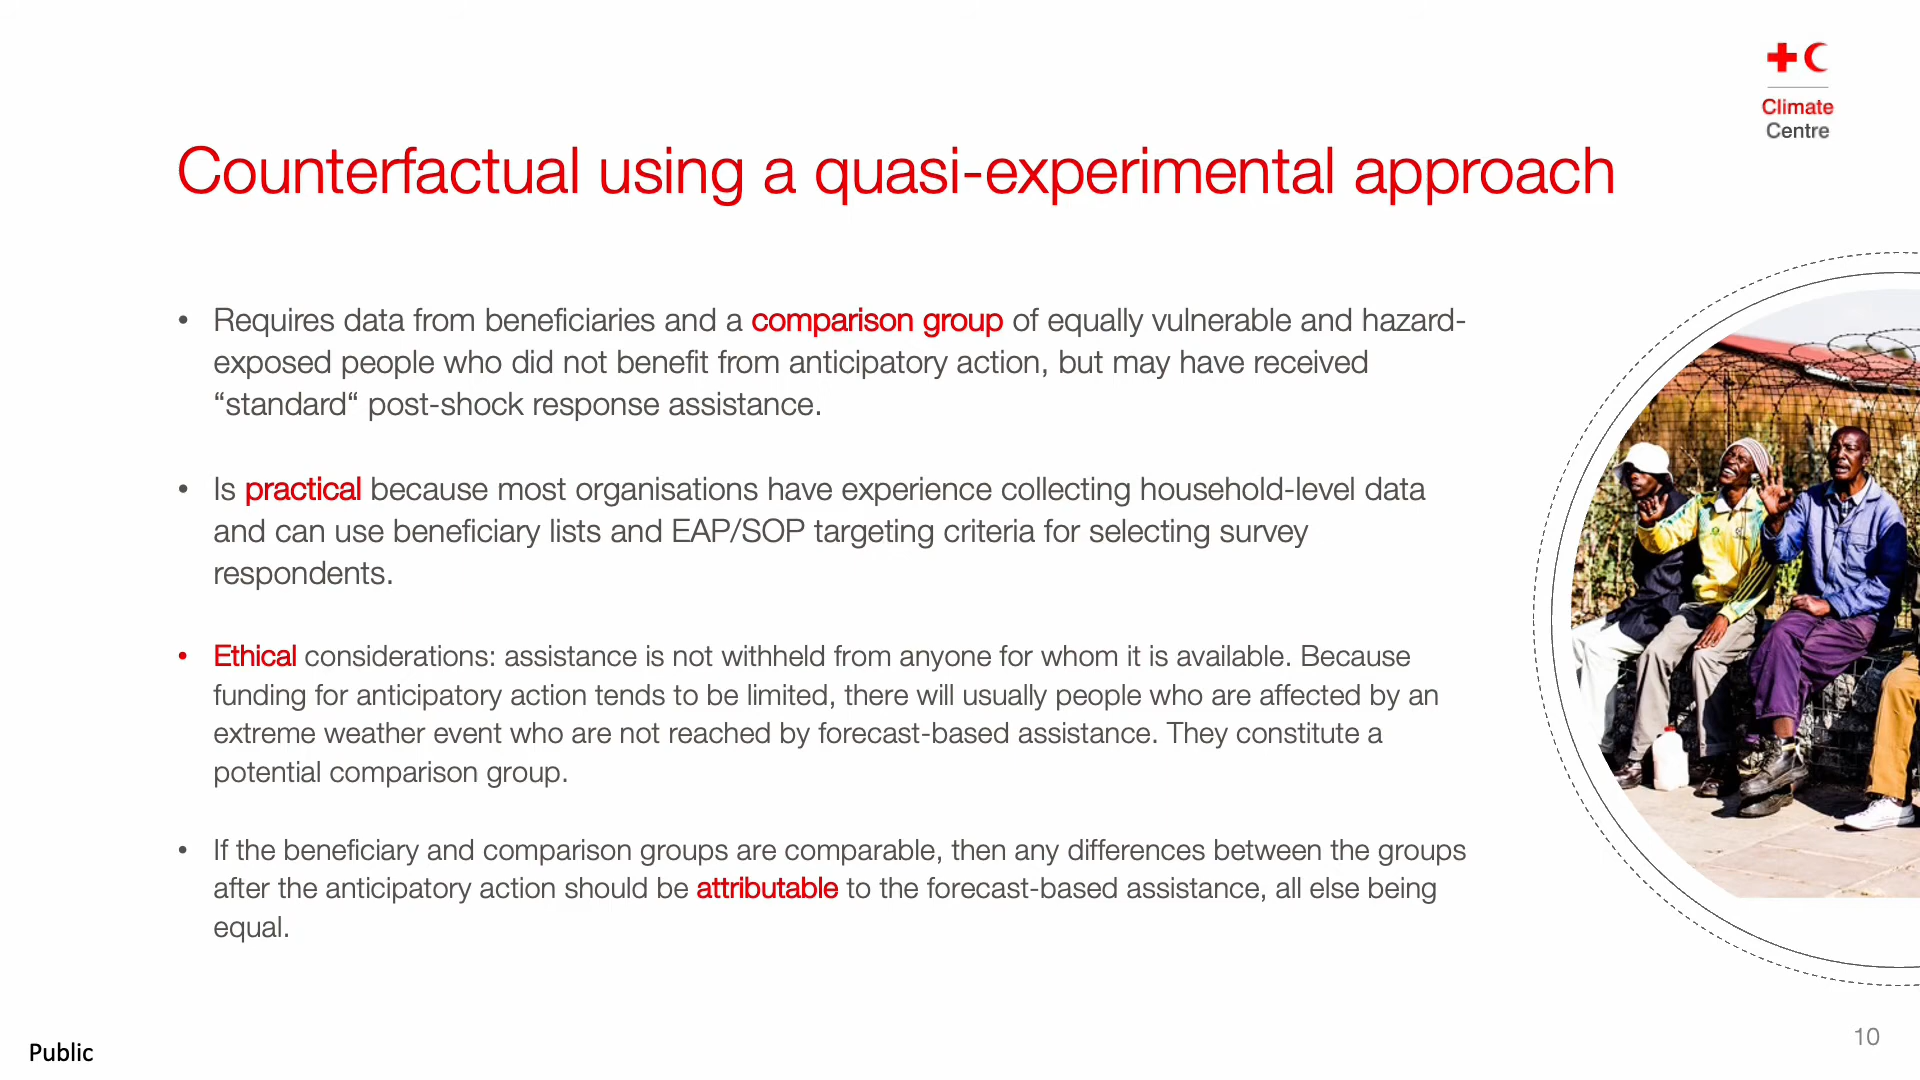 Climate
Centre
Counterfactual using a quasi-experimental approach
• Requires data from beneficiaries and a comparison group of equally vulnerable and hazard-
exposed people who did not benefit from anticipatory action, but may have received
“standard“ post-shock response assistance.
• Is practical because most organisations have experience collecting household-level data
and can use beneficiary lists and EAP/SOP targeting criteria for selecting survey
respondents.
• Ethical considerations: assistance is not withheld from anyone for whom it is available. Because
funding for anticipatory action tends to be limited, there will usually people who are affected by an
extreme weather event who are not reached by forecast-based assistance. They constitute a
potential comparison group.
• If the beneficiary and comparison groups are comparable, then any differences between the groups
after the anticipatory action should be attributable to the forecast-based assistance, all else being
equal.
Public
10